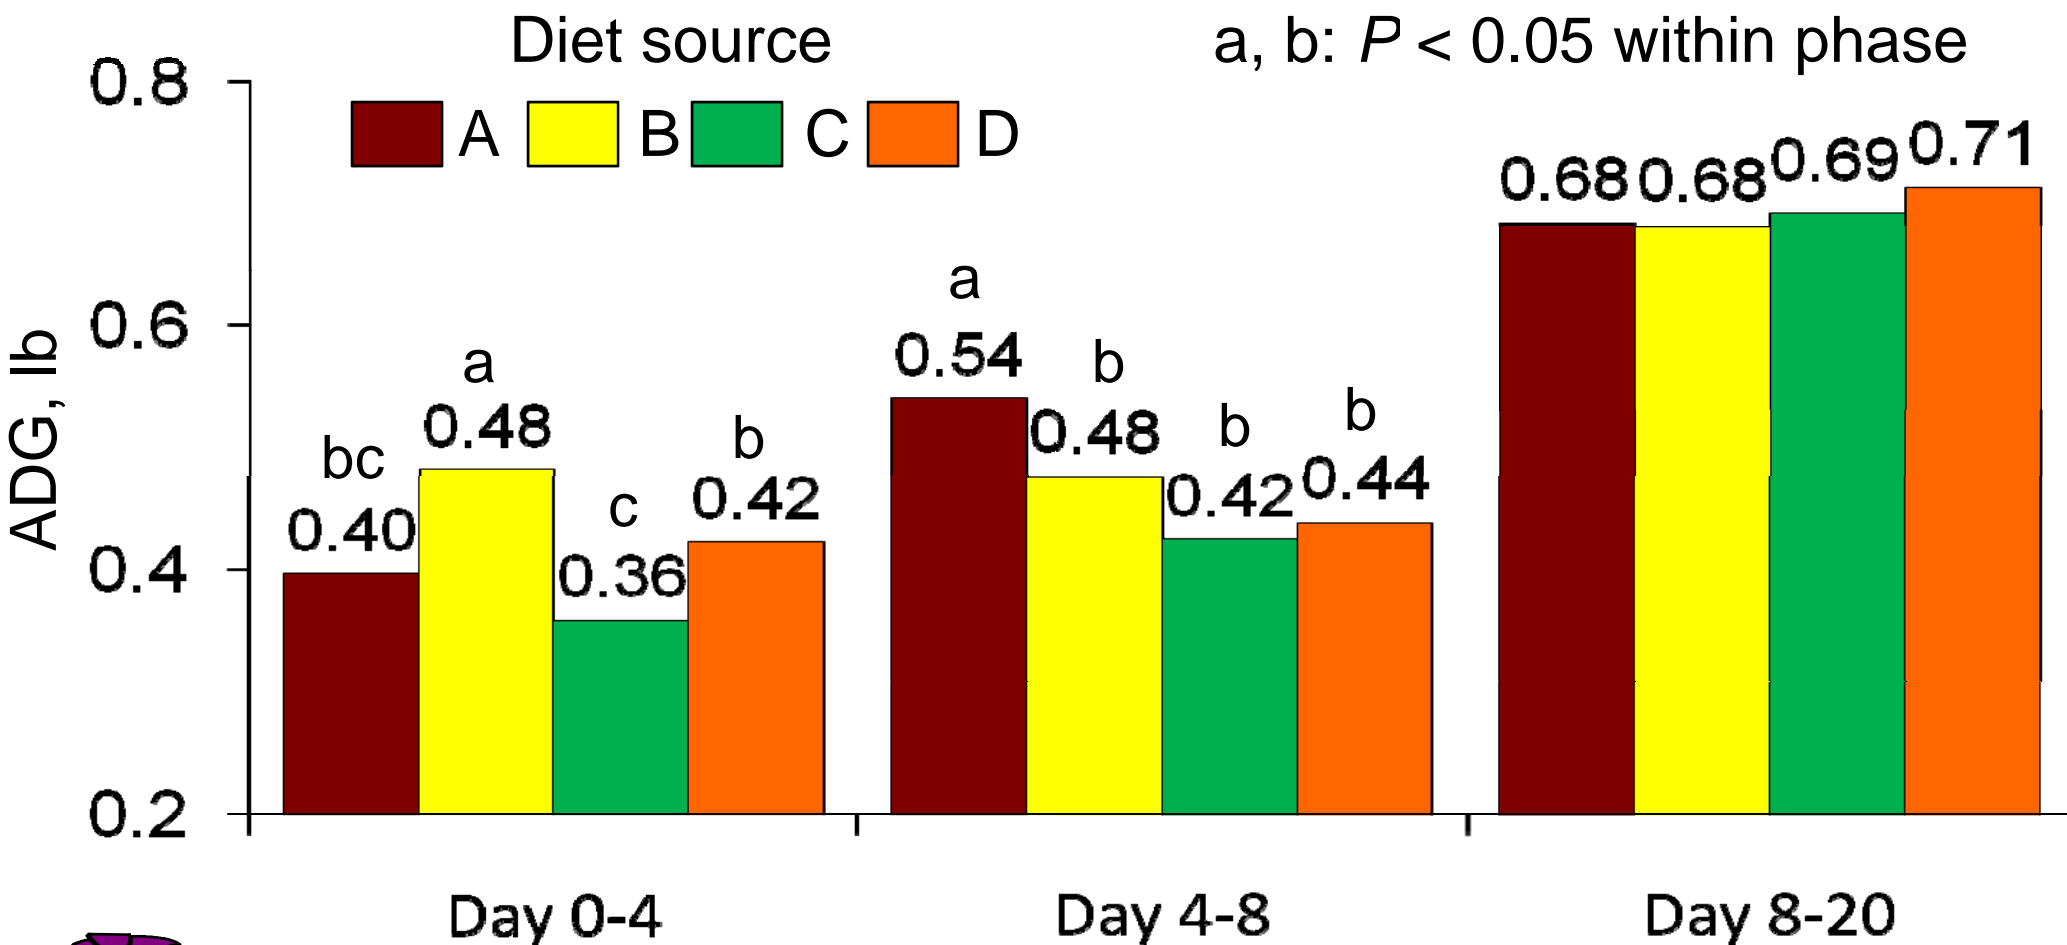 Diet source
a, b: P < 0.05 within phase
A B C D
ADG, lb
0.8
0.6
0.4
0.2
bc
0.40
a
0.48
c
0.36
b
0.42
a
0.54
b
0.48
b
0.42
b
0.44
0.68
0.68
0.69
0.71
Day 0-4
Day 4-8
Day 8-20